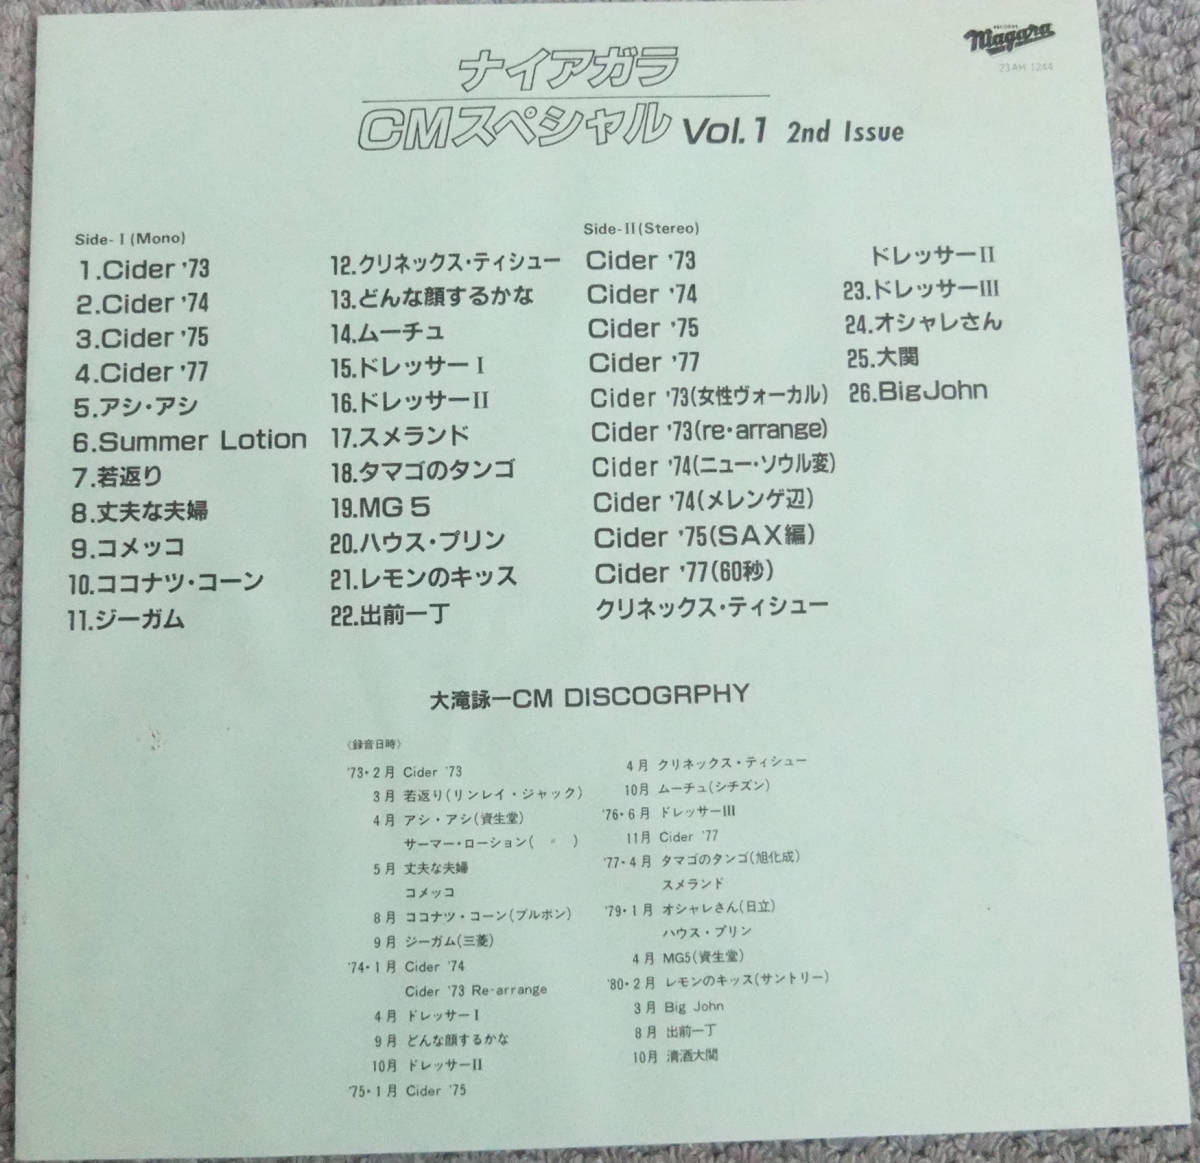 RECORDS
Niagara
23AH 1244
ナイアガラ
CMスペシャル Vol.1 2nd Issue
Side-I(Mono)
1.Cider '73
2.Cider '74
3.Cider '75
4.Cider '77
5.アシ・アシ
6.Summer Lotion
7.若返り
8.丈夫な夫婦
9.コメッコ
10.ココナツ・コーン
11.ジーガム
12.クリネックス・ティシュー
13.どんな顔するかな
14.ムーチュ
15.ドレッサーI
16.ドレッサーII
17.スメランド
18.タマゴのタンゴ
19.MG5
20.ハウス・プリン
21.レモンのキッス
22.出前一丁
Side-II(Stereo)
Cider '73
Cider '74
Cider '75
Cider '77
Cider '73(女性ヴォーカル)
Cider '73(re・arrange)
Cider '74(ニュー・ソウル変)
Cider '74(メレンゲ辺)
Cider '75(SAX編)
Cider '77(60秒)
クリネックス・ティシュー
ドレッサーII
23.ドレッサーIII
24.オシャレさん
25.大関
26.BigJohn
大滝詠一CM DISCOGRPHY
〈録音日時〉
'73・2月 Cider '73
3月 若返り(リンレイ・ジャック)
4月 アシ・アシ(資生堂)
サーマー・ローション( 〃 )
5月 丈夫な夫婦
コメッコ
8月 ココナツ・コーン(ブルボン)
9月 ジーガム(三菱)
'74・1月 Cider '74
Cider '73 Re-arrange
4月 ドレッサーI
9月 どんな顔するかな
10月 ドレッサーII
'75・1月 Cider '75
4月 クリネックス・ティシュー
10月 ムーチュ(シチズン)
'76・6月 ドレッサーIII
11月 Cider '77
'77・4月 タマゴのタンゴ(旭化成)
スメランド
'79・1月 オシャレさん(日立)
ハウス・プリン
4月 MG5(資生堂)
'80・2月 レモンのキッス(サントリー)
3月 Big John
8月 出前一丁
10月 清酒大関